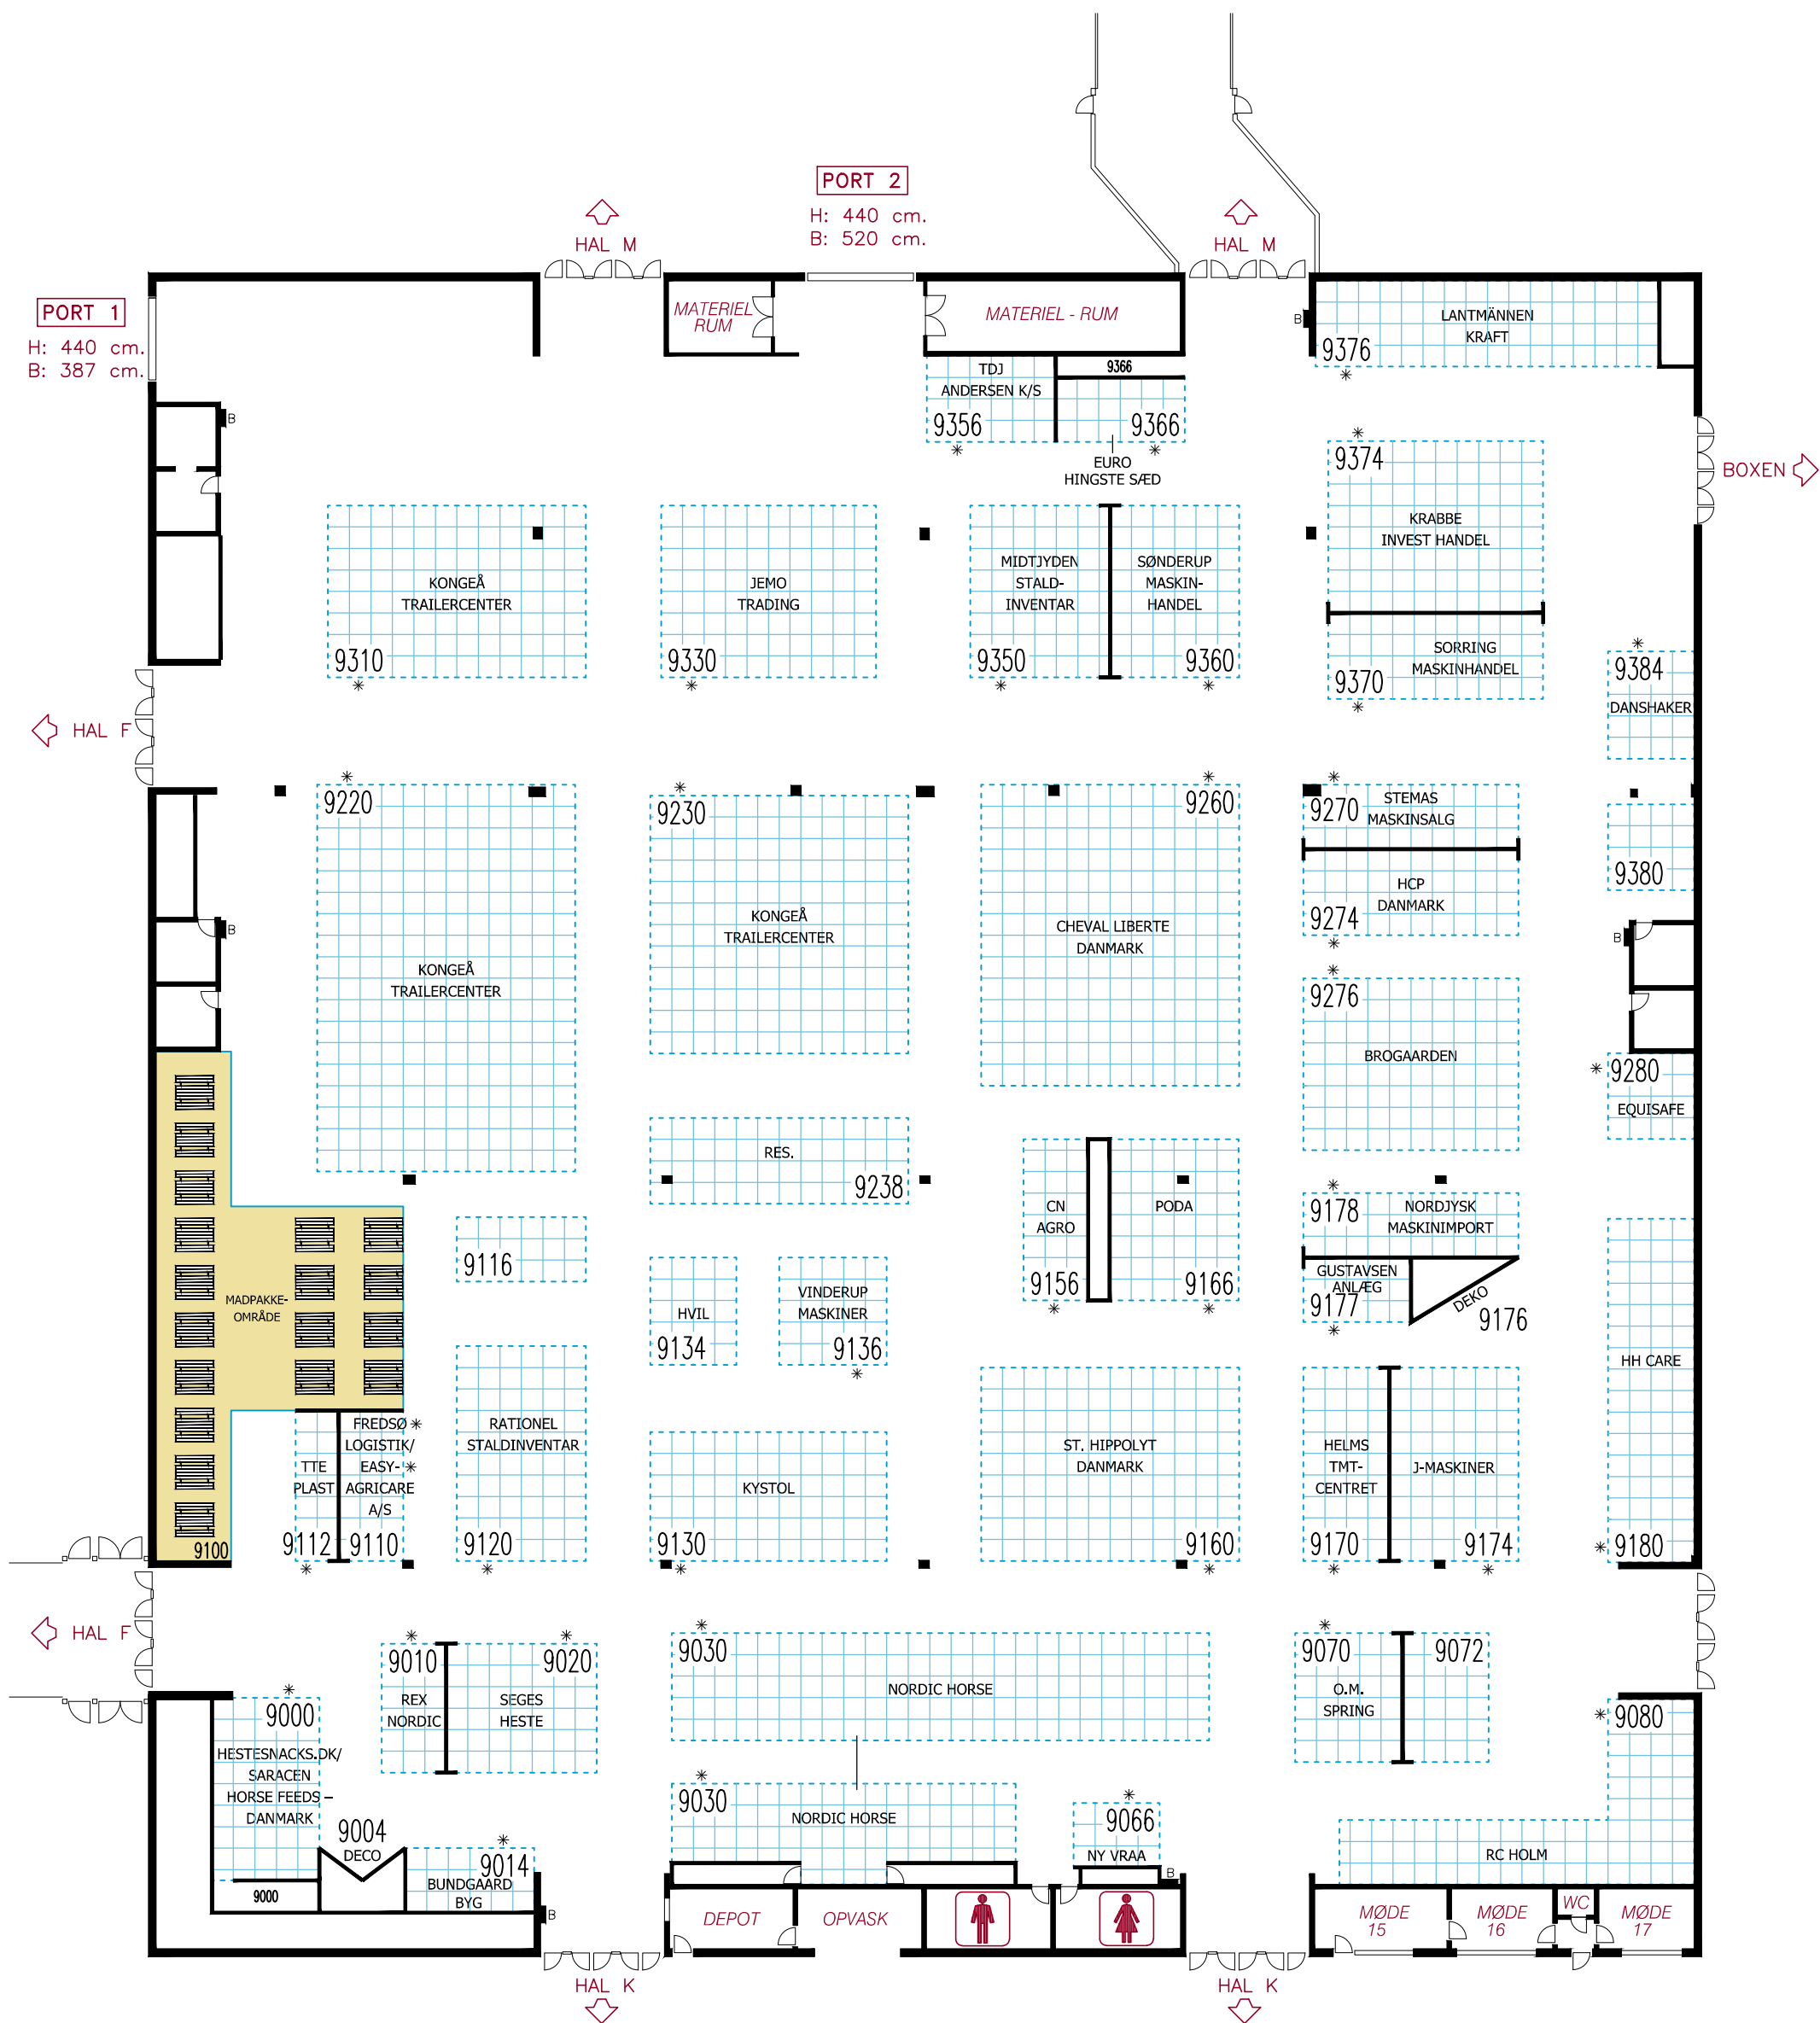 PORT 2
H: 440 cm.
B: 520 cm.
HAL M
HAL M
PORT 1
H: 440 cm.
B: 387 cm.
MATERIEL
RUM
MATERIEL - RUM
B
LANTMÄNNEN
KRAFT
9376
TDJ
ANDERSEN K/S
9356
9366
9366
EURO
HINGSTE SÆD
B
9374
KRABBE
INVEST HANDEL
BOXEN
KONGEÅ
TRAILERCENTER
9310
JEMO
TRADING
9330
MIDTJYDEN
STALD-
INVENTAR
9350
SØNDERUP
MASKIN-
HANDEL
9360
SORRING
MASKINHANDEL
9370
9384
DANSHAKER
HAL F
9220
KONGEÅ
TRAILERCENTER
9230
KONGEÅ
TRAILERCENTER
9260
CHEVAL LIBERTE
DANMARK
9270
STEMAS
MASKINSALG
HCP
DANMARK
9274
9380
B
B
9276
BROGAARDEN
9280
EQUISAFE
RES.
9238
CN
AGRO
9156
PODA
9166
9178
NORDJYSK
MASKINIMPORT
GUSTAVSEN
ANLÆG
9177
DEKO
9176
9116
MADPAKKE-
OMRÅDE
HVIL
9134
VINDERUP
MASKINER
9136
HH CARE
9180
9100
TTE
PLAST
9112
FREDSØ
LOGISTIK/
EASY-
AGRICARE
A/S
9110
RATIONEL
STALDINVENTAR
9120
KYSTOL
9130
ST. HIPPOLYT
DANMARK
9160
HELMS
TMT-
CENTRET
9170
J-MASKINER
9174
HAL F
9010
REX
NORDIC
9020
SEGES
HESTE
9030
NORDIC HORSE
9070
O.M.
SPRING
9072
9080
RC HOLM
9000
HESTESNACKS.DK/
SARACEN
HORSE FEEDS –
DANMARK
9000
9004
DECO
9014
BUNDGAARD
BYG
B
9030
NORDIC HORSE
9066
NY VRAA
B
DEPOT
OPVASK
MØDE
15
MØDE
16
WC
MØDE
17
HAL K
HAL K